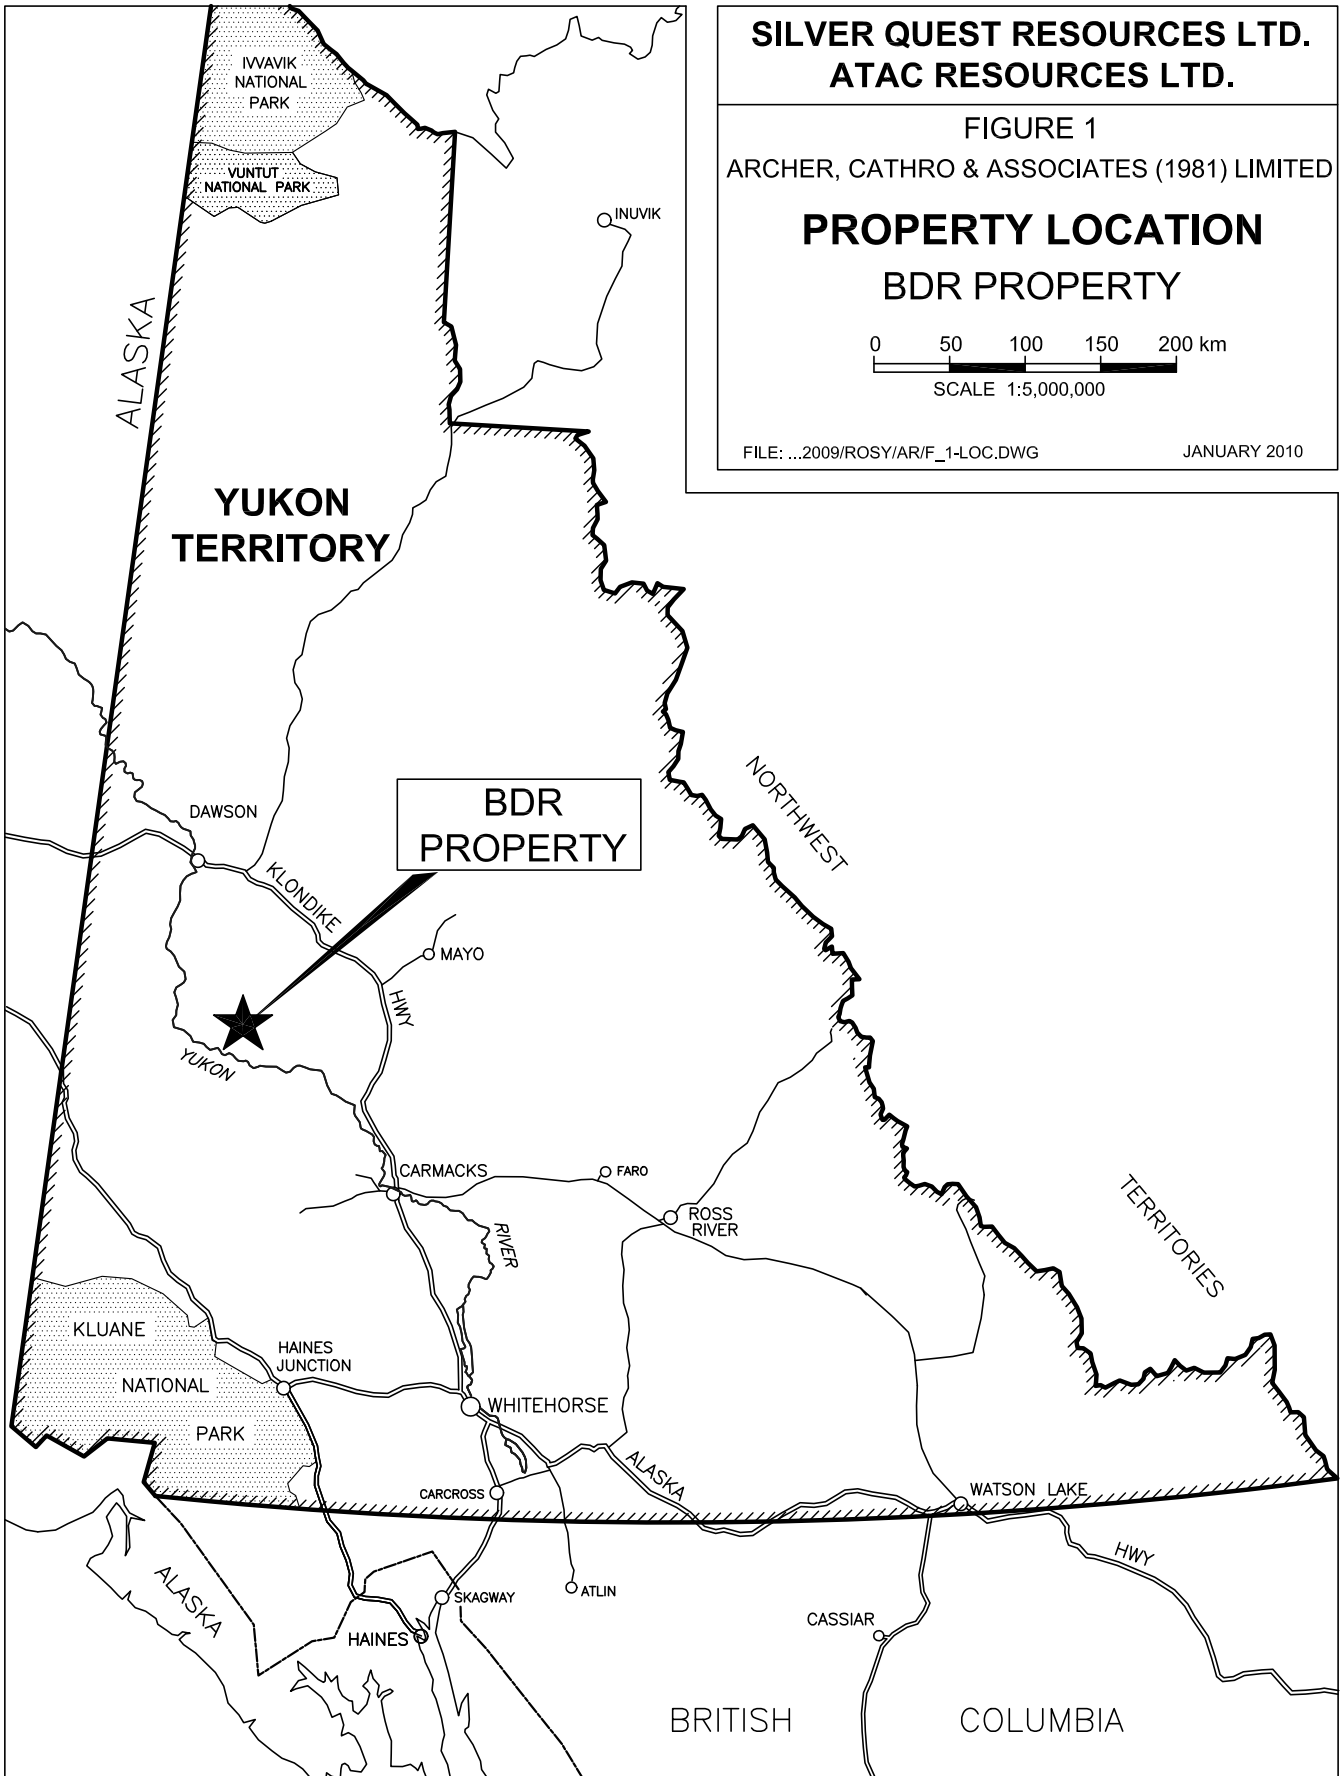 SILVER QUEST RESOURCES LTD.
ATAC RESOURCES LTD.
FIGURE 1
ARCHER, CATHRO & ASSOCIATES (1981) LIMITED
PROPERTY LOCATION
BDR PROPERTY
0 50 100 150 200 km
SCALE 1:5,000,000
FILE: ...2009/ROSY/AR/F_1-LOC.DWG JANUARY 2010
IVVAVIK
NATIONAL
PARK
VUNTUT
NATIONAL PARK
INUVIK
ALASKA
YUKON
TERRITORY
NORTHWEST
TERRITORIES
DAWSON
BDR
PROPERTY
KLONDIKE
HWY
MAYO
YUKON
RIVER
CARMACKS
FARO
ROSS
RIVER
KLUANE
NATIONAL
PARK
HAINES
JUNCTION
WHITEHORSE
CARCROSS
ALASKA
HWY
WATSON LAKE
ALASKA
SKAGWAY
HAINES
ATLIN
CASSIAR
BRITISH COLUMBIA